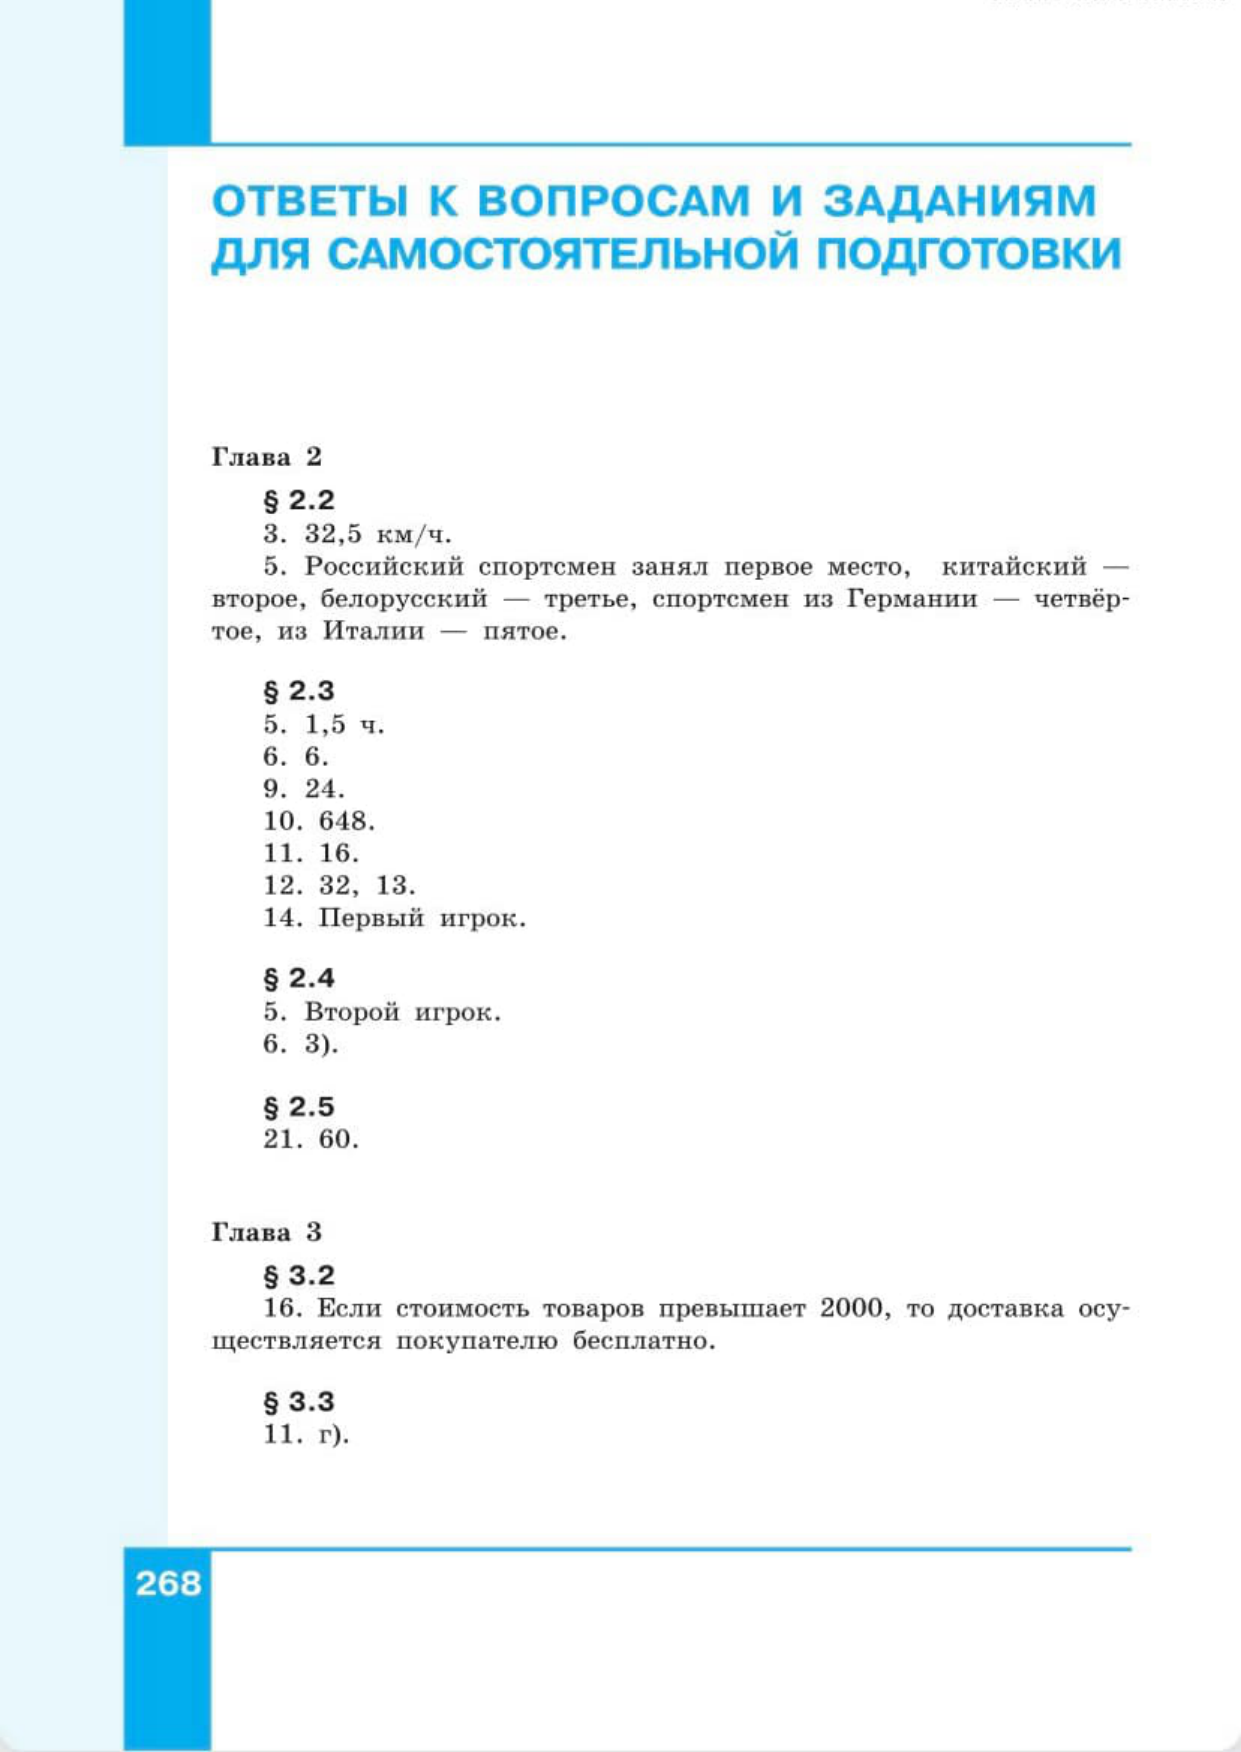 ОТВЕТЫ К ВОПРОСАМ И ЗАДАНИЯМ
ДЛЯ САМОСТОЯТЕЛЬНОЙ ПОДГОТОВКИ
Глава 2
§ 2.2
3. 32,5 км/ч.
5. Российский спортсмен занял первое место, китайский —
второе, белорусский — третье, спортсмен из Германии — четвёр-
тое, из Италии — пятое.
§ 2.3
5. 1,5 ч.
6. 6.
9. 24.
10. 648.
11. 16.
12. 32, 13.
14. Первый игрок.
§ 2.4
5. Второй игрок.
6. 3).
§ 2.5
21. 60.
Глава 3
§ 3.2
16. Если стоимость товаров превышает 2000, то доставка осу-
ществляется покупателю бесплатно.
§ 3.3
11. г).
268